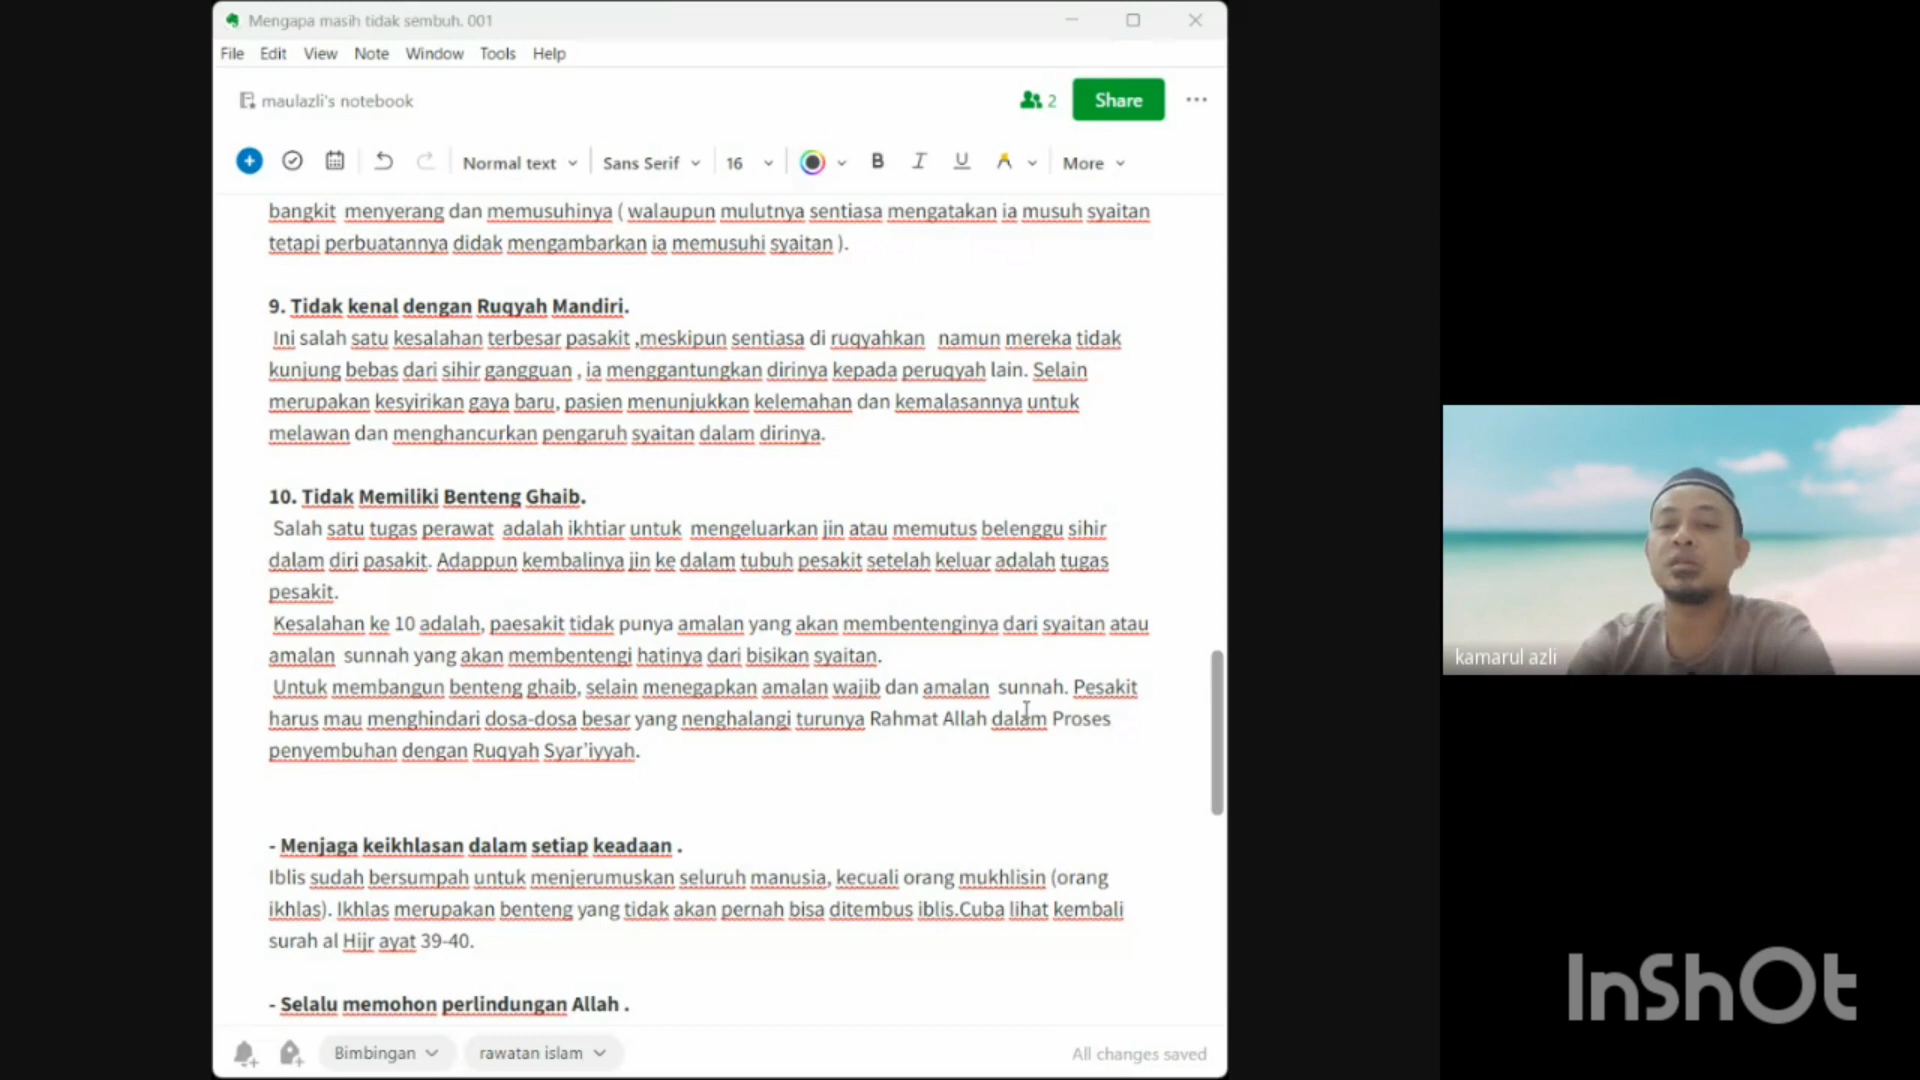 Mengapa masih tidak sembuh. 001
File Edit View Note Window Tools Help
maulazli's notebook
2
Share
Normal text
Sans Serif
16
B I U A
More
bangkit menyerang dan memusuhinya ( walaupun mulutnya sentiasa mengatakan ia musuh syaitan
tetapi perbuatannya didak mengambarkan ia memusuhi syaitan ).
9. Tidak kenal dengan Ruqyah Mandiri.
Ini salah satu kesalahan terbesar pasakit ,meskipun sentiasa di ruqyahkan namun mereka tidak
kunjung bebas dari sihir gangguan , ia menggantungkan dirinya kepada peruqyah lain. Selain
merupakan kesyirikan gaya baru, pasien menunjukkan kelemahan dan kemalasannya untuk
melawan dan menghancurkan pengaruh syaitan dalam dirinya.
10. Tidak Memiliki Benteng Ghaib.
Salah satu tugas perawat adalah ikhtiar untuk mengeluarkan jin atau memutus belenggu sihir
dalam diri pasakit. Adappun kembalinya jin ke dalam tubuh pesakit setelah keluar adalah tugas
pesakit.
Kesalahan ke 10 adalah, paesakit tidak punya amalan yang akan membentenginya dari syaitan atau
amalan sunnah yang akan membentengi hatinya dari bisikan syaitan.
Untuk membangun benteng ghaib, selain menegapkan amalan wajib dan amalan sunnah. Pesakit
harus mau menghindari dosa-dosa besar yang nenghalangi turunya Rahmat Allah dalam Proses
penyembuhan dengan Ruqyah Syar'iyyah.
- Menjaga keikhlasan dalam setiap keadaan .
Iblis sudah bersumpah untuk menjerumuskan seluruh manusia, kecuali orang mukhlisin (orang
ikhlas). Ikhlas merupakan benteng yang tidak akan pernah bisa ditembus iblis.Cuba lihat kembali
surah al Hijr ayat 39-40.
- Selalu memohon perlindungan Allah .
Bimbingan
rawatan islam
All changes saved
kamarul azli
InShOt